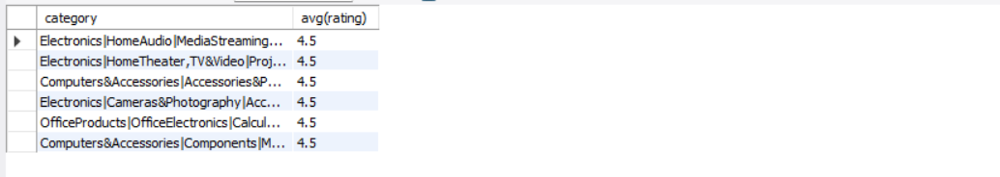 category avg(rating)
Electronics|HomeAudio|MediaStreaming... 4.5
Electronics|HomeTheater,TV&Video|Proj... 4.5
Computers&Accessories|Accessories&P... 4.5
Electronics|Cameras&Photography|Acc... 4.5
OfficeProducts|OfficeElectronics|Calcul... 4.5
Computers&Accessories|Components|M... 4.5